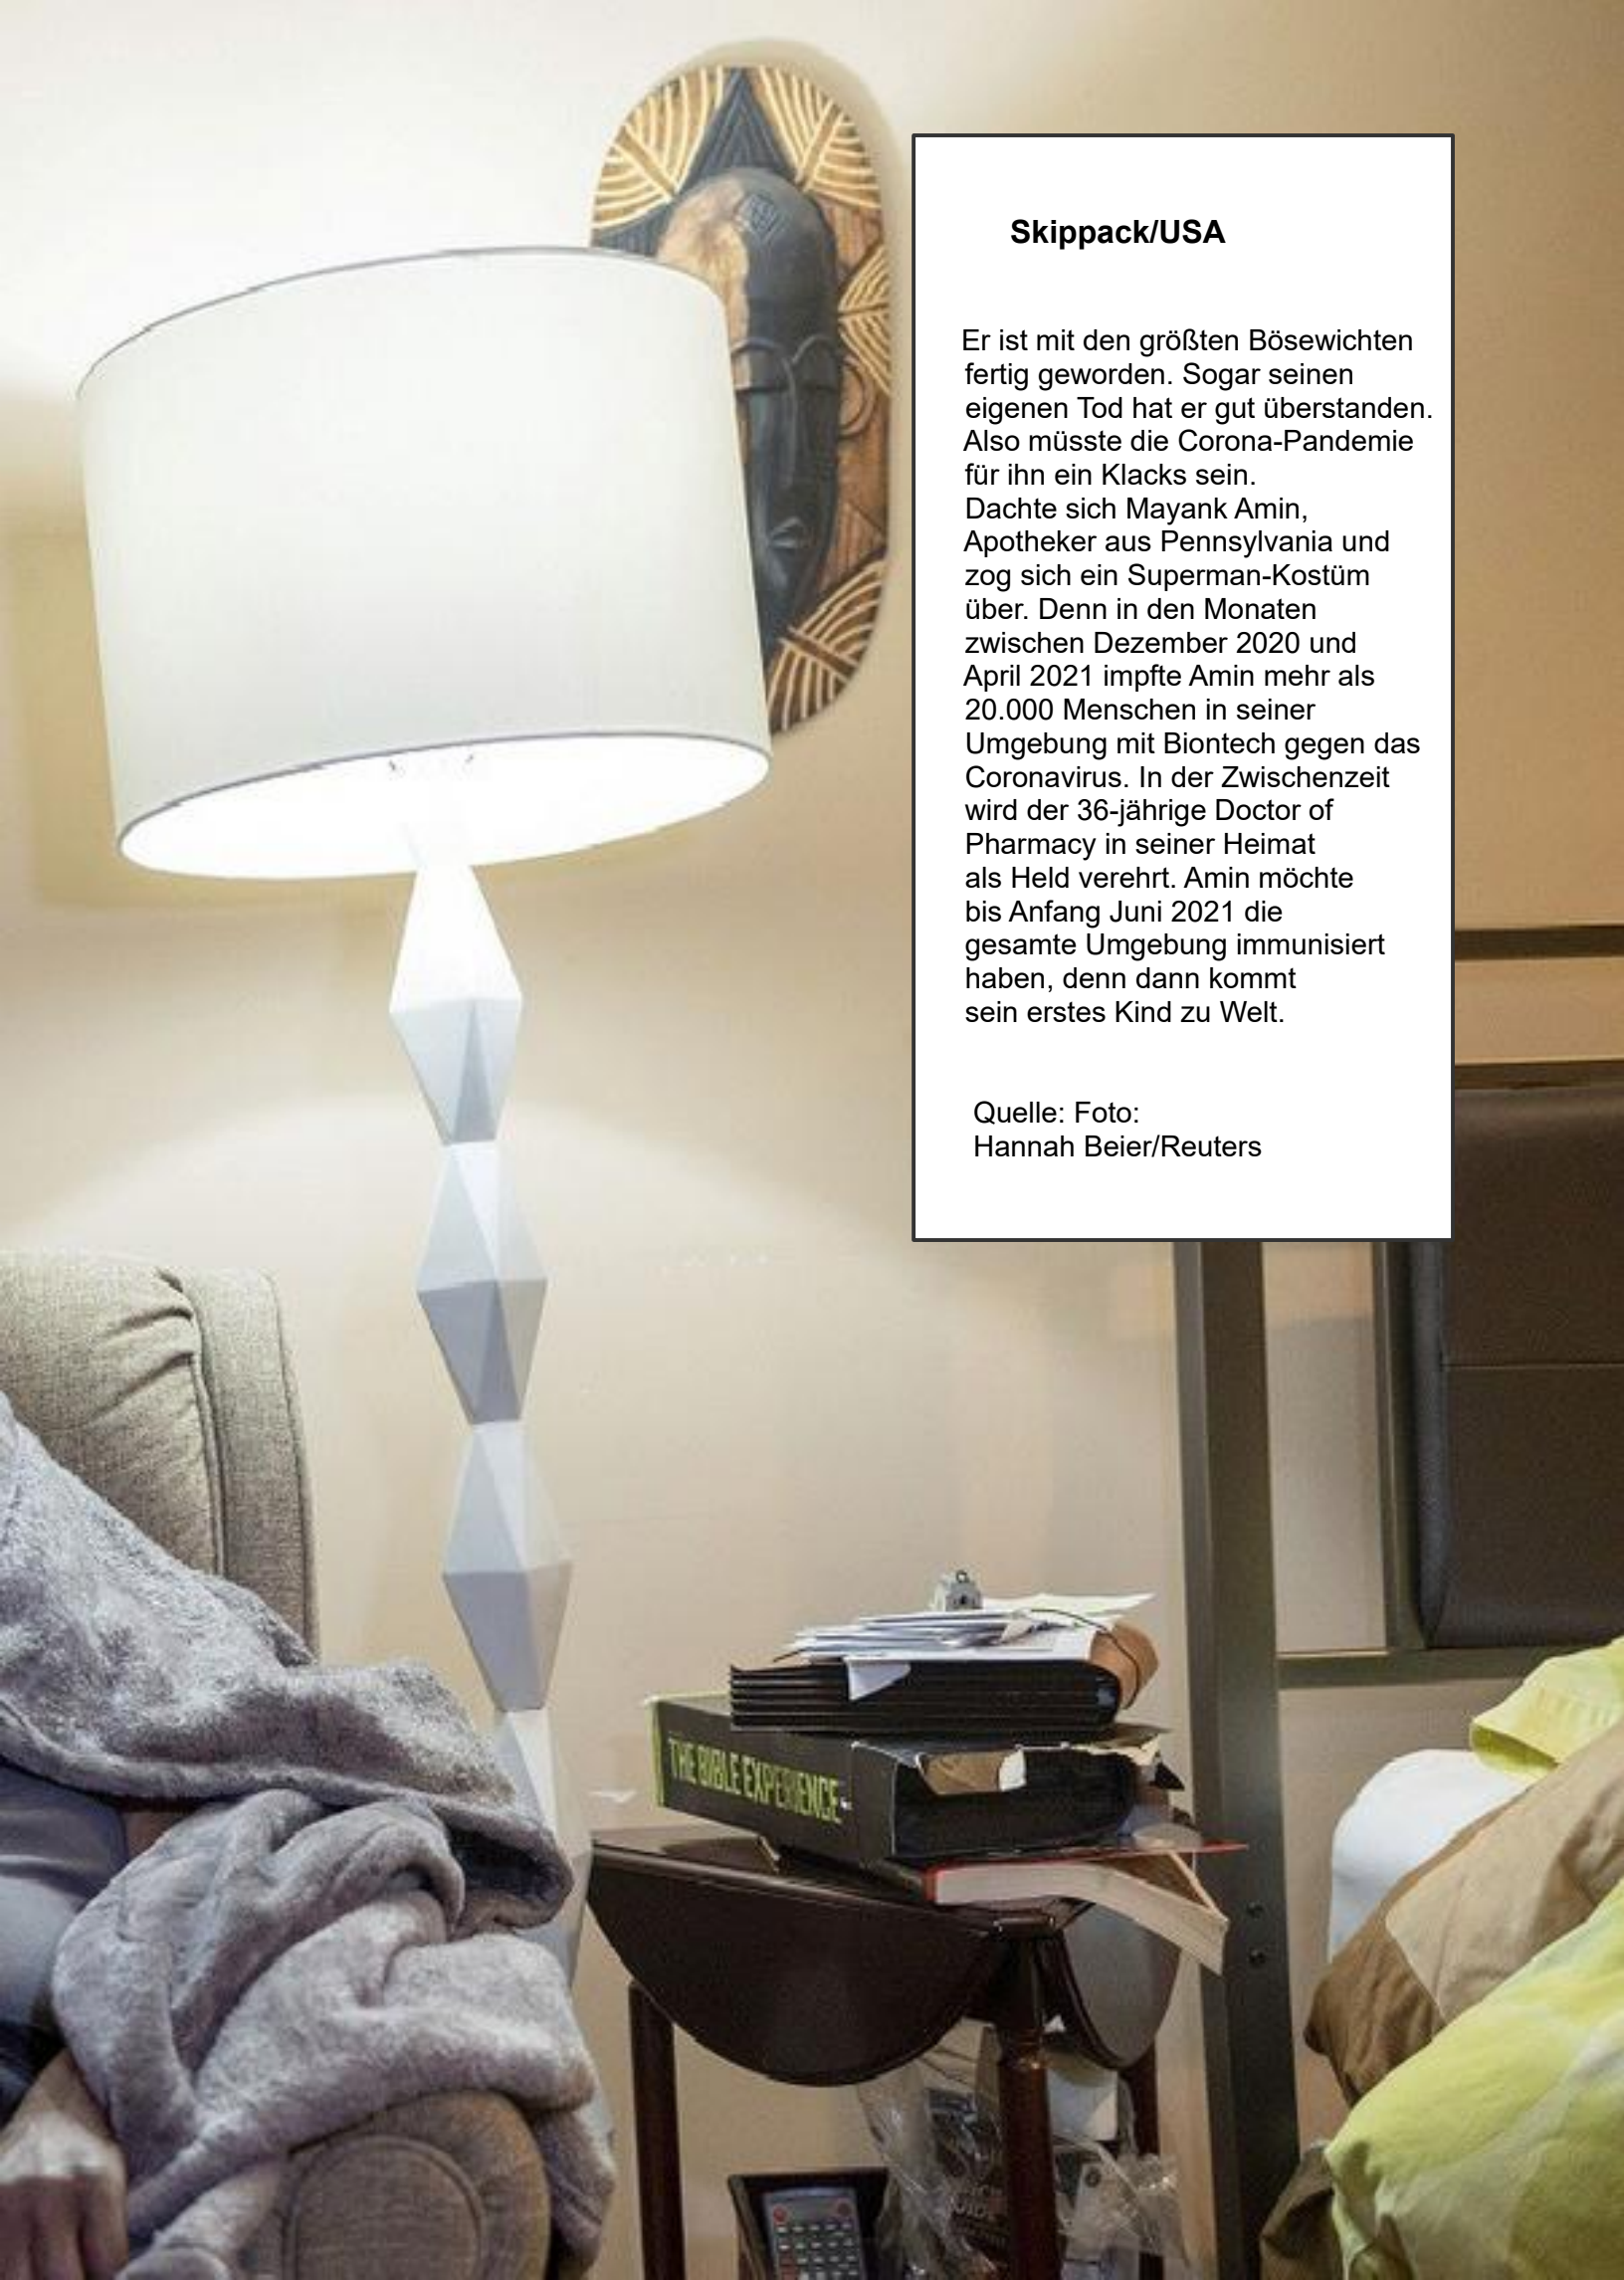 Skippack/USA
Er ist mit den größten Bösewichten
fertig geworden. Sogar seinen
eigenen Tod hat er gut überstanden.
Also müsste die Corona-Pandemie
für ihn ein Klacks sein.
Dachte sich Mayank Amin,
Apotheker aus Pennsylvania und
zog sich ein Superman-Kostüm
über. Denn in den Monaten
zwischen Dezember 2020 und
April 2021 impfte Amin mehr als
20.000 Menschen in seiner
Umgebung mit Biontech gegen das
Coronavirus. In der Zwischenzeit
wird der 36-jährige Doctor of
Pharmacy in seiner Heimat
als Held verehrt. Amin möchte
bis Anfang Juni 2021 die
gesamte Umgebung immunisiert
haben, denn dann kommt
sein erstes Kind zu Welt.
Quelle: Foto:
Hannah Beier/Reuters
THE BIBLE EXPERIENCE